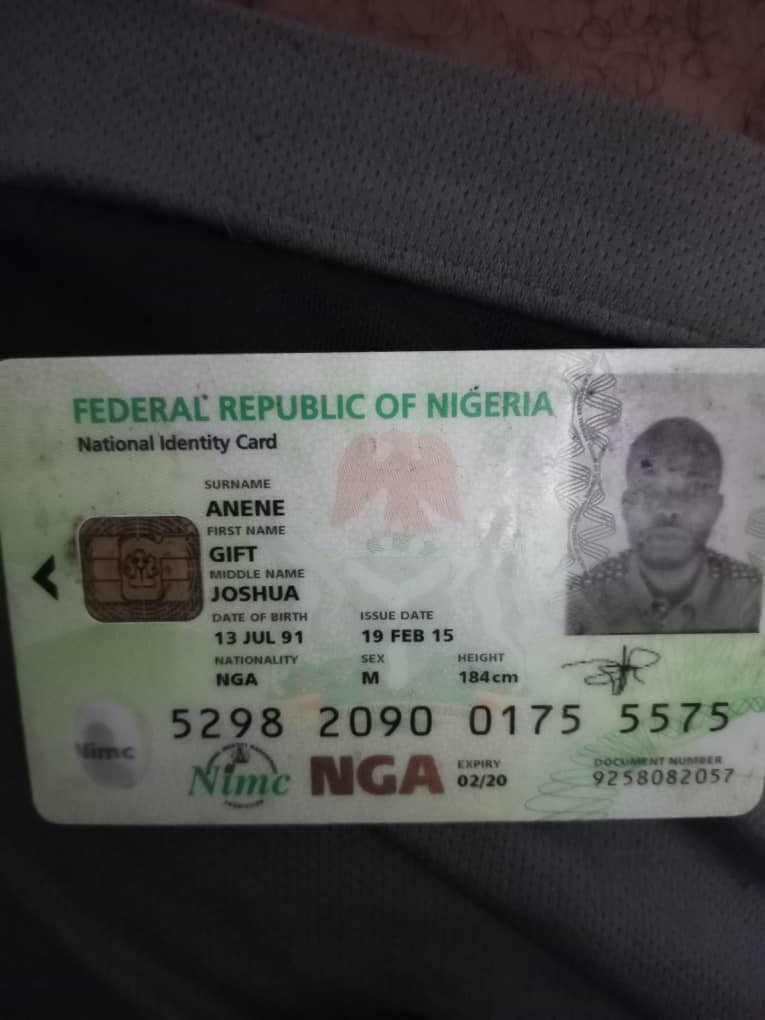 FEDERAL REPUBLIC OF NIGERIA
National Identity Card
SURNAME
ANENE
FIRST NAME
GIFT
MIDDLE NAME
JOSHUA
DATE OF BIRTH ISSUE DATE
13 JUL 91 19 FEB 15
NATIONALITY SEX HEIGHT
NGA M 184cm
5298 2090 0175 5575
Nimc
Nimc NGA EXPIRY 02/20
DOCUMENT NUMBER
9258082057